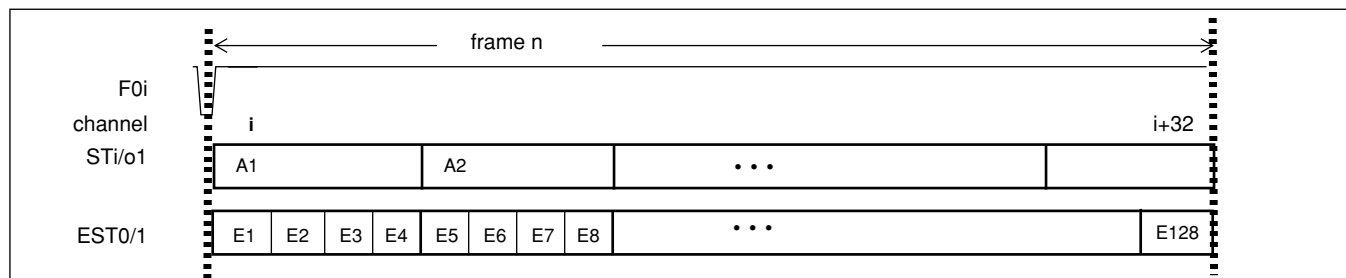 frame n
F0i
channel i i+32
STi/o1 A1 A2 • • •
EST0/1 E1 E2 E3 E4 E5 E6 E7 E8 • • • E128